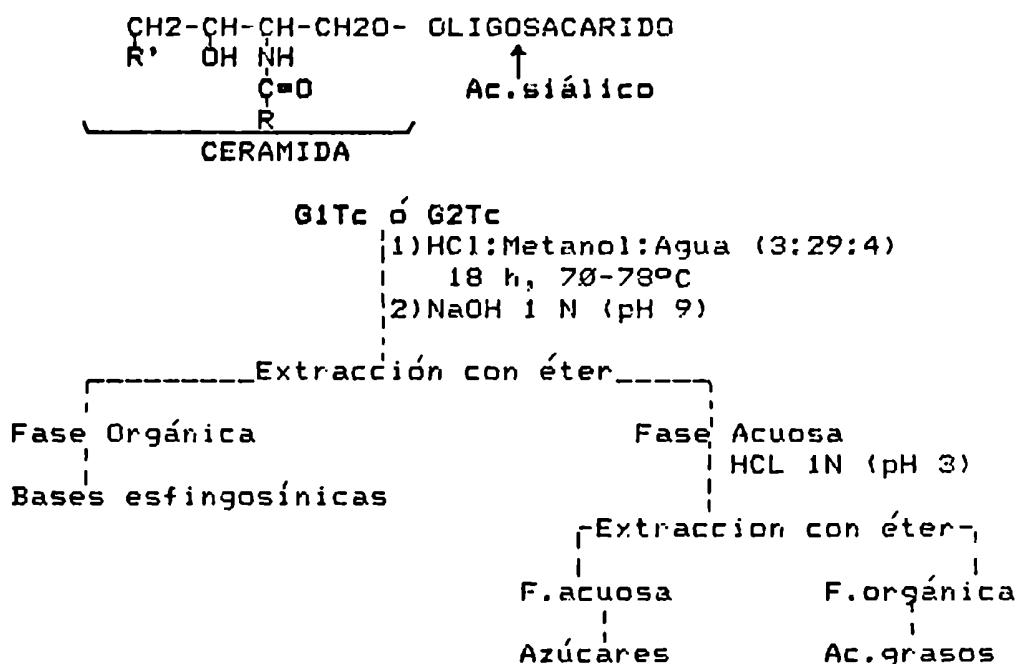 CH2-CH-CH-CH2O- OLIGOSACARIDO
R' OH NH
C=O Ac.siálico
R
CERAMIDA
G1Tc ó G2Tc
1)HCl:Metanol:Agua (3:29:4)
18 h, 70-78ºC
2)NaOH 1 N (pH 9)
Extracción con éter
Fase Orgánica Fase Acuosa
HCL 1N (pH 3)
Bases esfingosínicas
Extraccion con éter
F.acuosa F.orgánica
Azúcares Ac.grasos